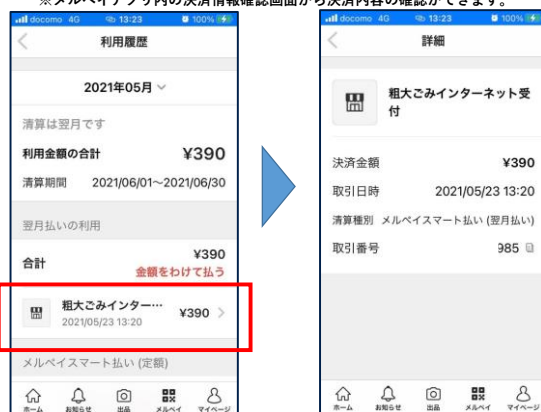 ※メルペイアプリ内の決済情報確認画面から決済内容の確認ができます。
docomo 4G 13:23 100%
利用履歴
2021年05月
清算は翌月です
利用金額の合計 ¥390
清算期間 2021/06/01~2021/06/30
翌月払いの利用
合計 ¥390
金額をわけて払う
粗大ごみインター… ¥390
2021/05/23 13:20
メルペイスマート払い (定額)
ホーム お知らせ 出品 メルペイ マイページ
docomo 4G 13:23 100%
詳細
粗大ごみインターネット受
付
決済金額 ¥390
取引日時 2021/05/23 13:20
清算種別 メルペイスマート払い (翌月払い)
取引番号 985
ホーム お知らせ 出品 メルペイ マイページ